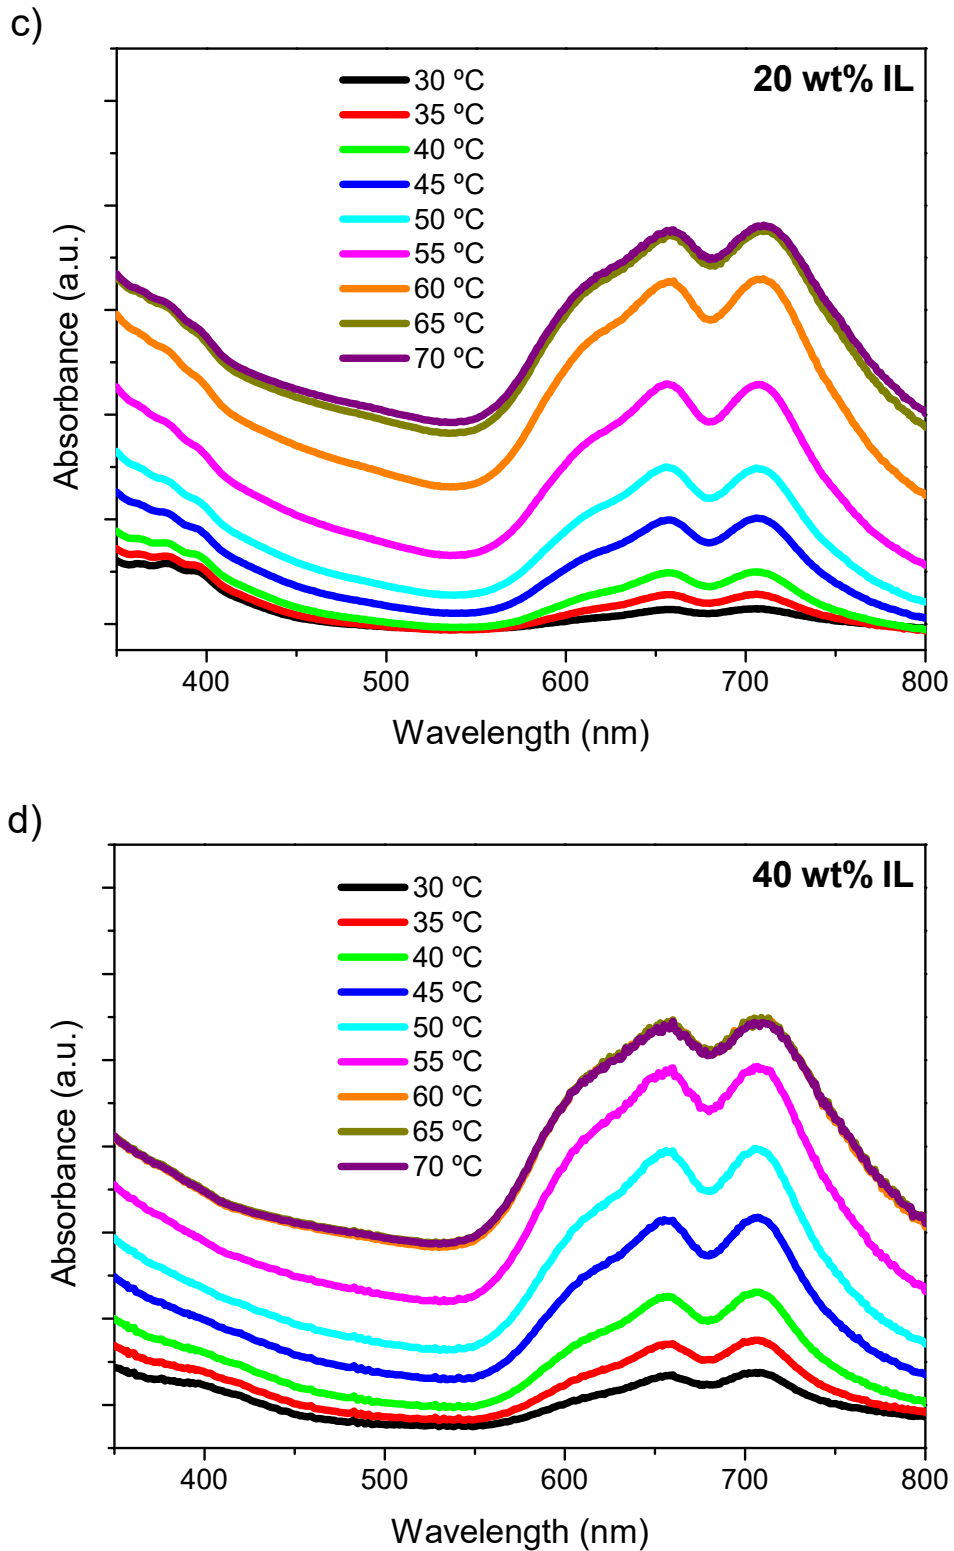 c)
20 wt% IL
30 ºC
35 ºC
40 ºC
45 ºC
50 ºC
55 ºC
60 ºC
65 ºC
70 ºC
Absorbance (a.u.)
400 500 600 700 800
Wavelength (nm)
d)
40 wt% IL
30 ºC
35 ºC
40 ºC
45 ºC
50 ºC
55 ºC
60 ºC
65 ºC
70 ºC
Absorbance (a.u.)
400 500 600 700 800
Wavelength (nm)